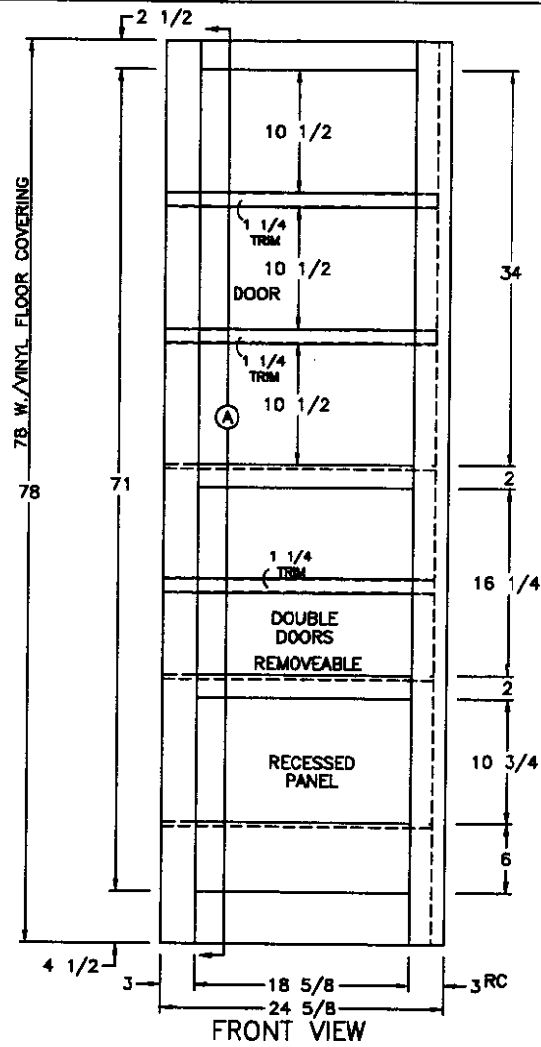 2 1/2
10 1/2
1 1/4
TRIM
10 1/2
DOOR
34
78 W./VINYL FLOOR COVERING
1 1/4
TRIM
10 1/2
A
78
71
2
1 1/4
TRIM
16 1/4
DOUBLE
DOORS
REMOVEABLE
2
RECESSED
PANEL
10 3/4
6
4 1/2
3
18 5/8
3 RC
24 5/8
FRONT VIEW